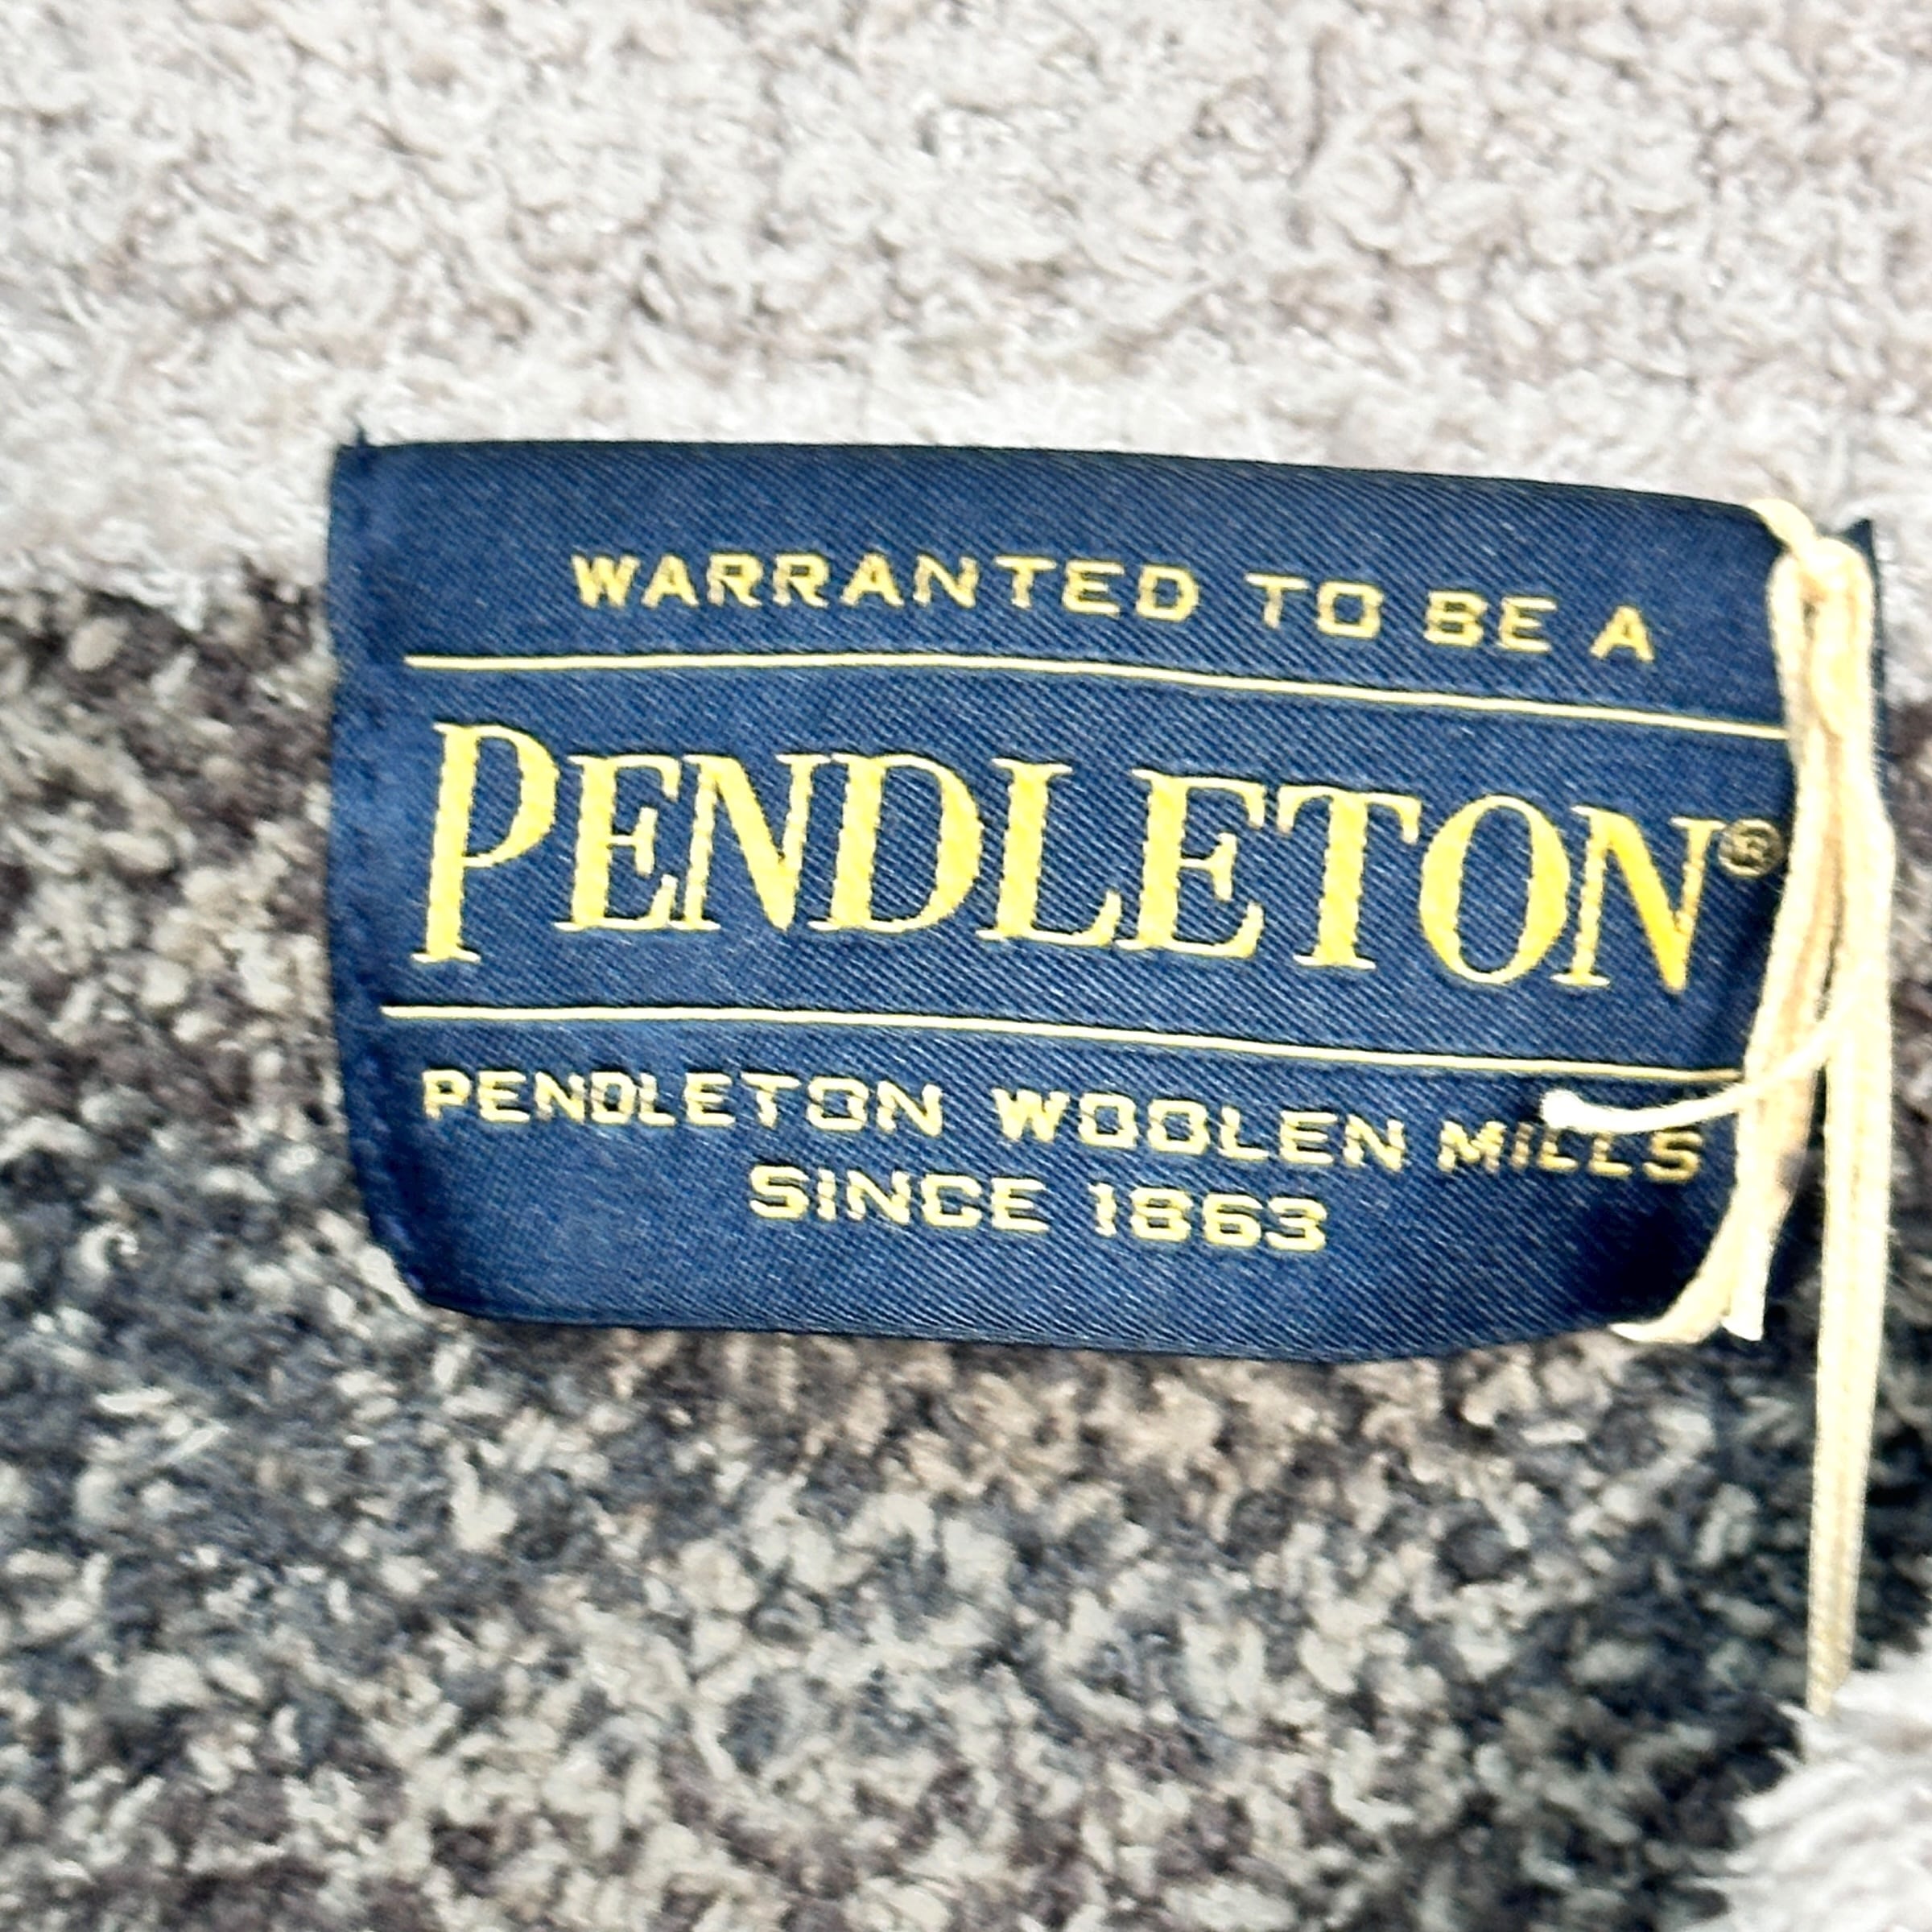 WARRANTED TO BE A
PENDLETON®
PENDLETON WOOLEN MILLS
SINCE 1863